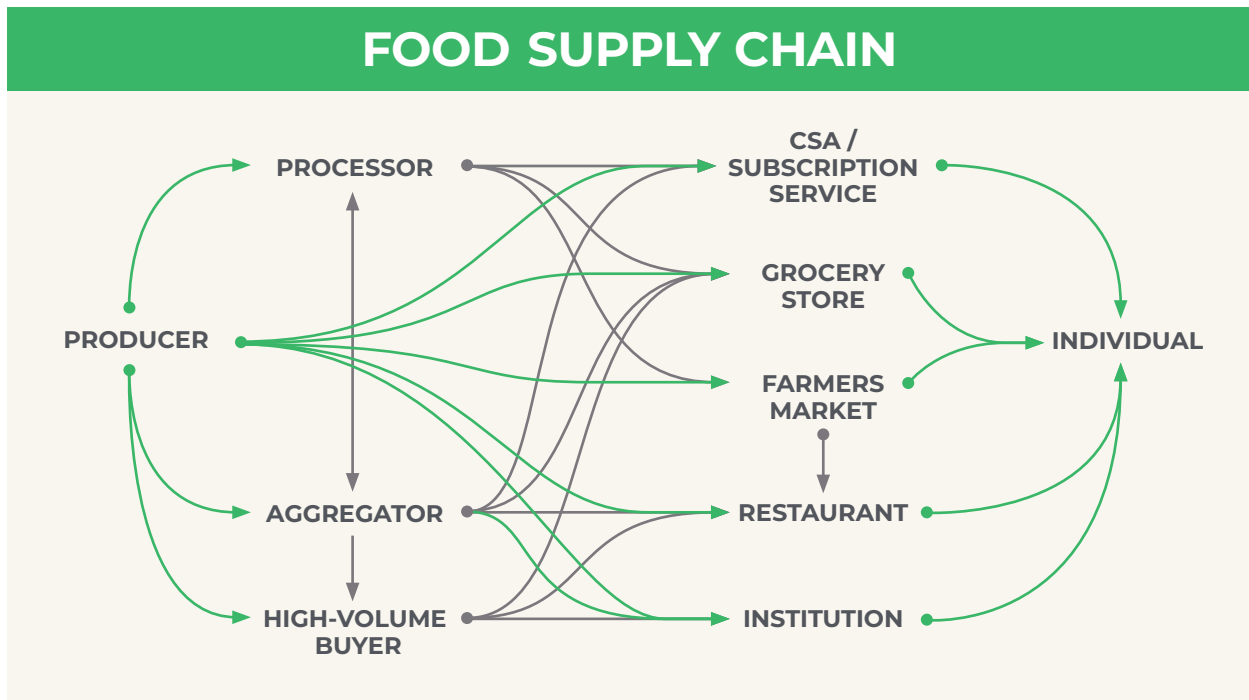 FOOD SUPPLY CHAIN
PROCESSOR
CSA /
SUBSCRIPTION
SERVICE
GROCERY
STORE
PRODUCER
INDIVIDUAL
FARMERS
MARKET
AGGREGATOR
RESTAURANT
HIGH-VOLUME
BUYER
INSTITUTION